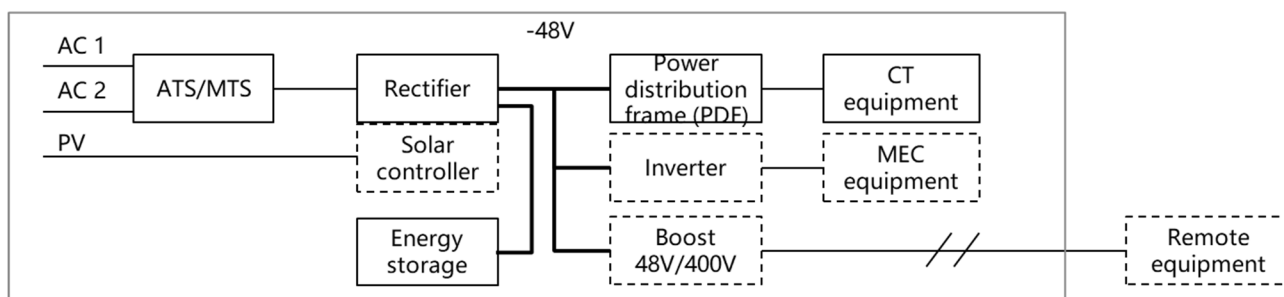 -48V
AC 1
AC 2
PV
ATS/MTS
Rectifier
Solar
controller
Energy
storage
Power
distribution
frame (PDF)
Inverter
Boost
48V/400V
CT
equipment
MEC
equipment
Remote
equipment